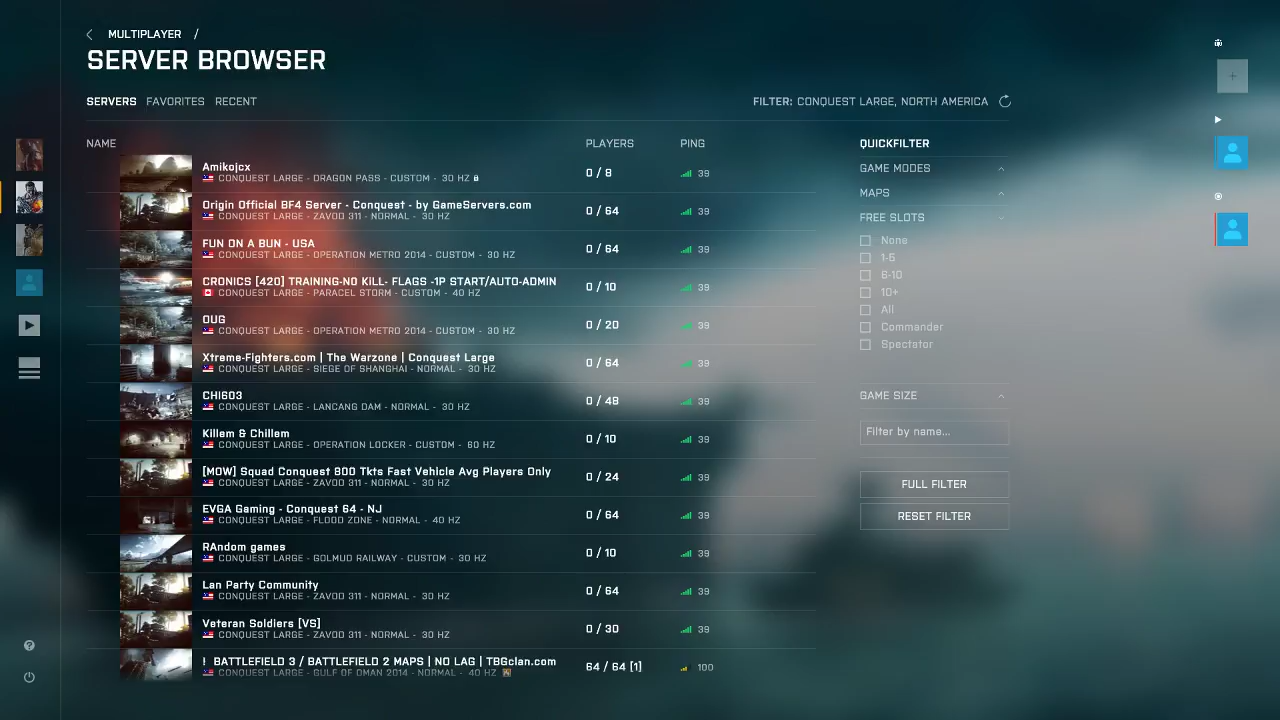 MULTIPLAYER /
SERVER BROWSER
SERVERS FAVORITES RECENT
FILTER: CONQUEST LARGE, NORTH AMERICA
NAME PLAYERS PING
Amikojcx
CONQUEST LARGE - DRAGON PASS - CUSTOM - 30 HZ
0 / 8 39
Origin Official BF4 Server - Conquest - by GameServers.com
CONQUEST LARGE - ZAVOD 311 - NORMAL - 30 HZ
0 / 64 39
FUN ON A BUN - USA
CONQUEST LARGE - OPERATION METRO 2014 - CUSTOM - 30 HZ
0 / 64 39
CRONICS [420] TRAINING-NO KILL- FLAGS -1P START/AUTO-ADMIN
CONQUEST LARGE - PARACEL STORM - CUSTOM - 40 HZ
0 / 10 39
OUG
CONQUEST LARGE - OPERATION METRO 2014 - CUSTOM - 30 HZ
0 / 20 39
Xtreme-Fighters.com | The Warzone | Conquest Large
CONQUEST LARGE - SIEGE OF SHANGHAI - NORMAL - 30 HZ
0 / 64 39
CHI603
CONQUEST LARGE - LANCANG DAM - NORMAL - 30 HZ
0 / 48 39
Killem & Chillem
CONQUEST LARGE - OPERATION LOCKER - CUSTOM - 60 HZ
0 / 10 39
[MOW] Squad Conquest 800 Tkts Fast Vehicle Avg Players Only
CONQUEST LARGE - ZAVOD 311 - NORMAL - 30 HZ
0 / 24 39
EVGA Gaming - Conquest 64 - NJ
CONQUEST LARGE - FLOOD ZONE - NORMAL - 40 HZ
0 / 64 39
RAndom games
CONQUEST LARGE - GOLMUD RAILWAY - CUSTOM - 30 HZ
0 / 10 39
Lan Party Community
CONQUEST LARGE - ZAVOD 311 - NORMAL - 30 HZ
0 / 64 39
Veteran Soldiers [VS]
CONQUEST LARGE - ZAVOD 311 - NORMAL - 30 HZ
0 / 30 39
! BATTLEFIELD 3 / BATTLEFIELD 2 MAPS | NO LAG | TBGclan.com
CONQUEST LARGE - GULF OF OMAN 2014 - NORMAL - 40 HZ
64 / 64 [1] 100
QUICKFILTER
GAME MODES
MAPS
FREE SLOTS
None
1-5
6-10
10+
All
Commander
Spectator
GAME SIZE
Filter by name...
FULL FILTER
RESET FILTER